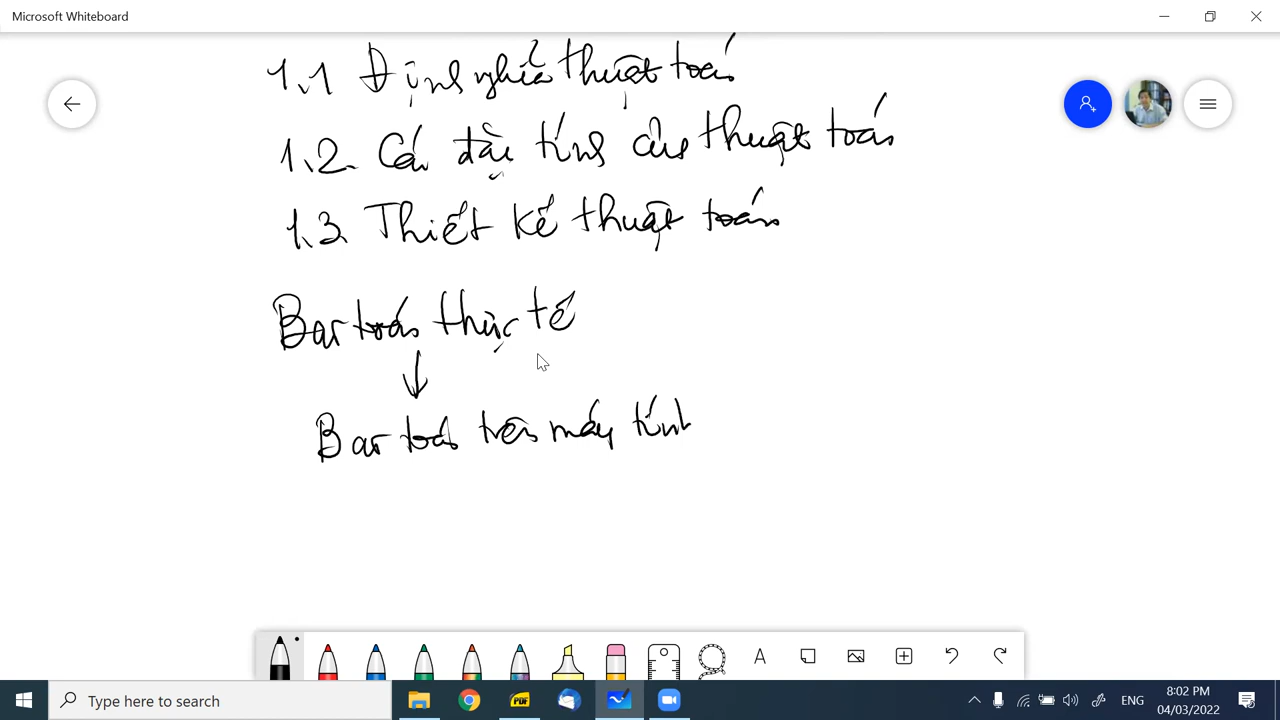 Microsoft Whiteboard
1.1 Định nghĩa thuật toán
1.2. Các đặc tính của thuật toán
1.3. Thiết kế thuật toán
Bài toán thực tế
↓
Bài toán trên máy tính
A
PDF
Type here to search
ENG
8:02 PM
04/03/2022